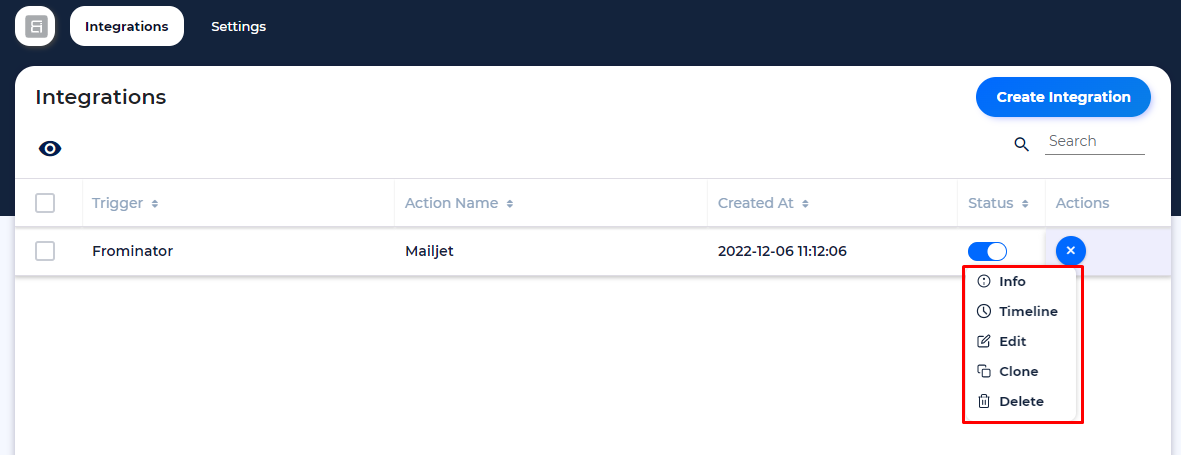 Integrations
Settings
Integrations
Create Integration
Search
Trigger Action Name Created At Status Actions
Frominator Mailjet 2022-12-06 11:12:06
Info
Timeline
Edit
Clone
Delete